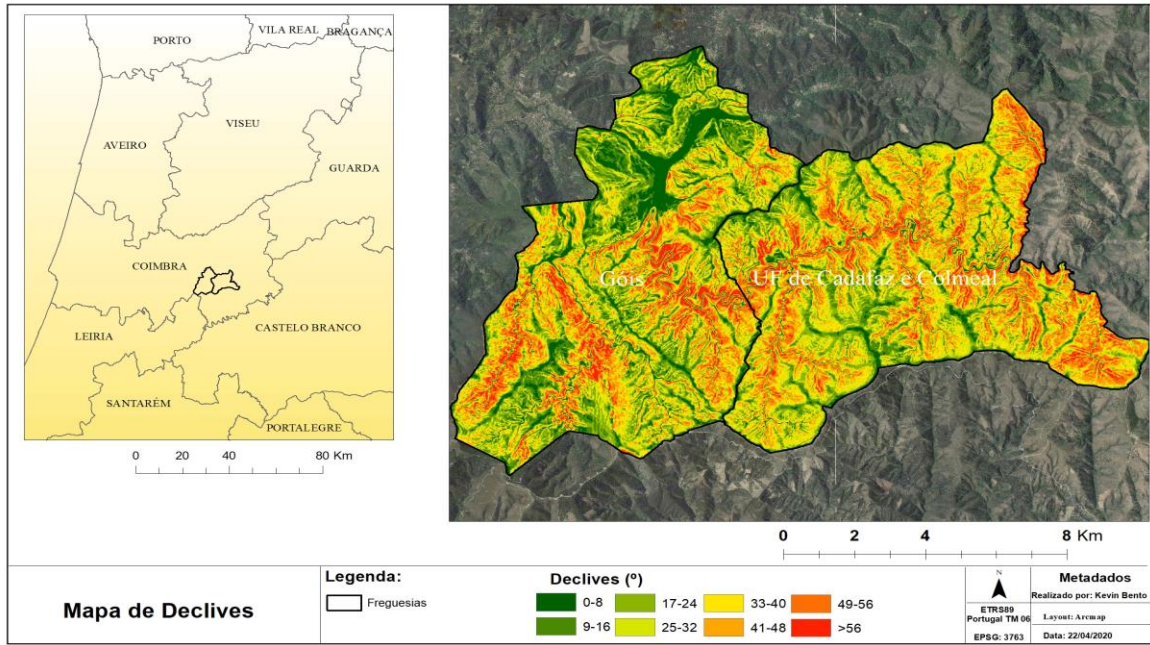 PORTO
VILA REAL
BRAGANÇA
AVEIRO
VISEU
GUARDA
COIMBRA
CASTELO BRANCO
LEIRIA
SANTARÉM
PORTALEGRE
0 20 40 80 Km
Góis
UF de Cadafaz e Colmeal
0 2 4 8 Km
Mapa de Declives
Legenda:
Freguesias
Declives (º)
0-8 17-24 33-40 49-56
9-16 25-32 41-48 >56
N
ETRS89
Portugal TM 06
EPSG: 3763
Metadados
Realizado por: Kevin Bento
Layout: Arcmap
Data: 22/04/2020